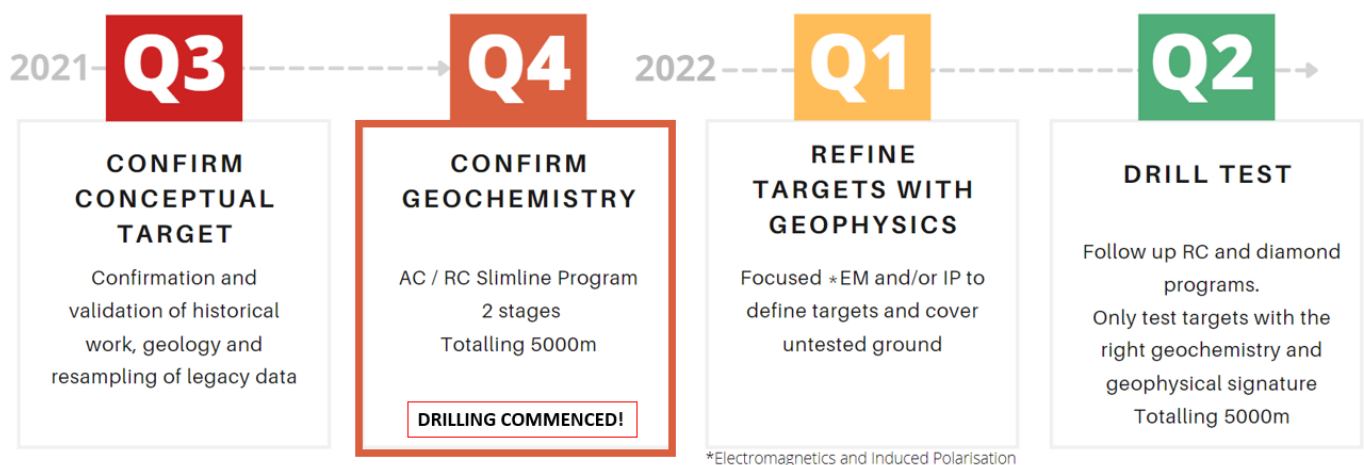 2021
Q3
CONFIRM
CONCEPTUAL
TARGET
Confirmation and
validation of historical
work, geology and
resampling of legacy data
Q4
CONFIRM
GEOCHEMISTRY
AC / RC Slimline Program
2 stages
Totalling 5000m
DRILLING COMMENCED!
2022
Q1
REFINE
TARGETS WITH
GEOPHYSICS
Focused *EM and/or IP to
define targets and cover
untested ground
*Electromagnetics and Induced Polarisation
Q2
DRILL TEST
Follow up RC and diamond
programs.
Only test targets with the
right geochemistry and
geophysical signature
Totalling 5000m